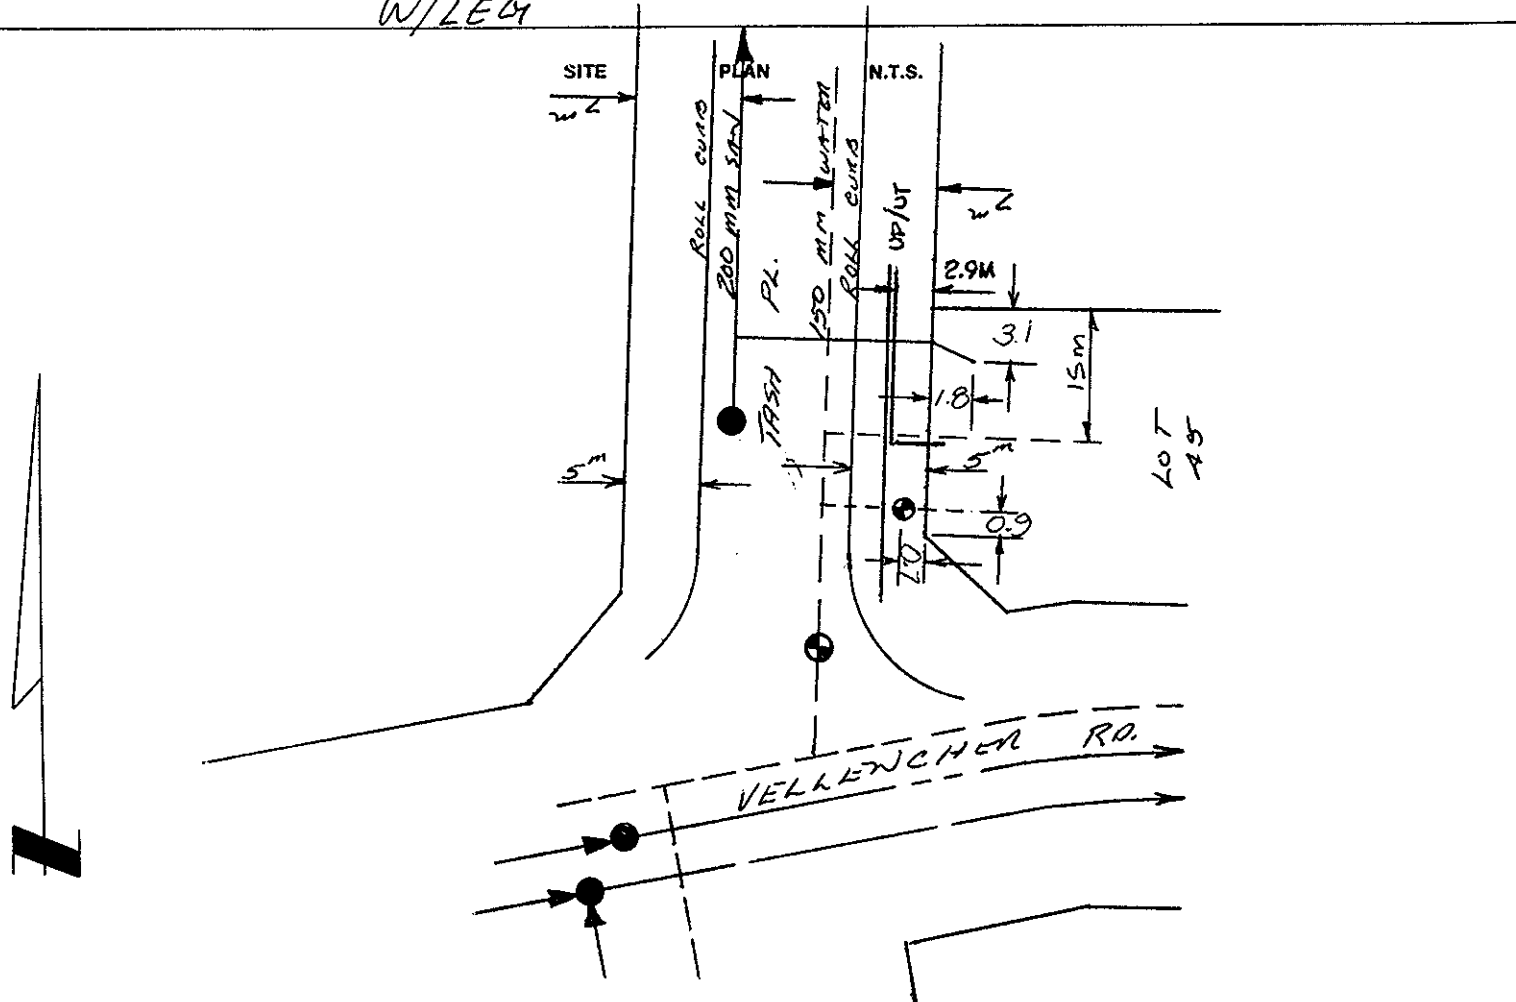 W/LEG
SITE PLAN N.T.S.
ROLL CURB
200 MM SAN
150 MM WATER
ROLL CURB
UP/UT
TASH PL.
2.9M
3.1
15m
1.8
5m
5m
LOT
45
0.9
1.0
VELLENCHER RD.